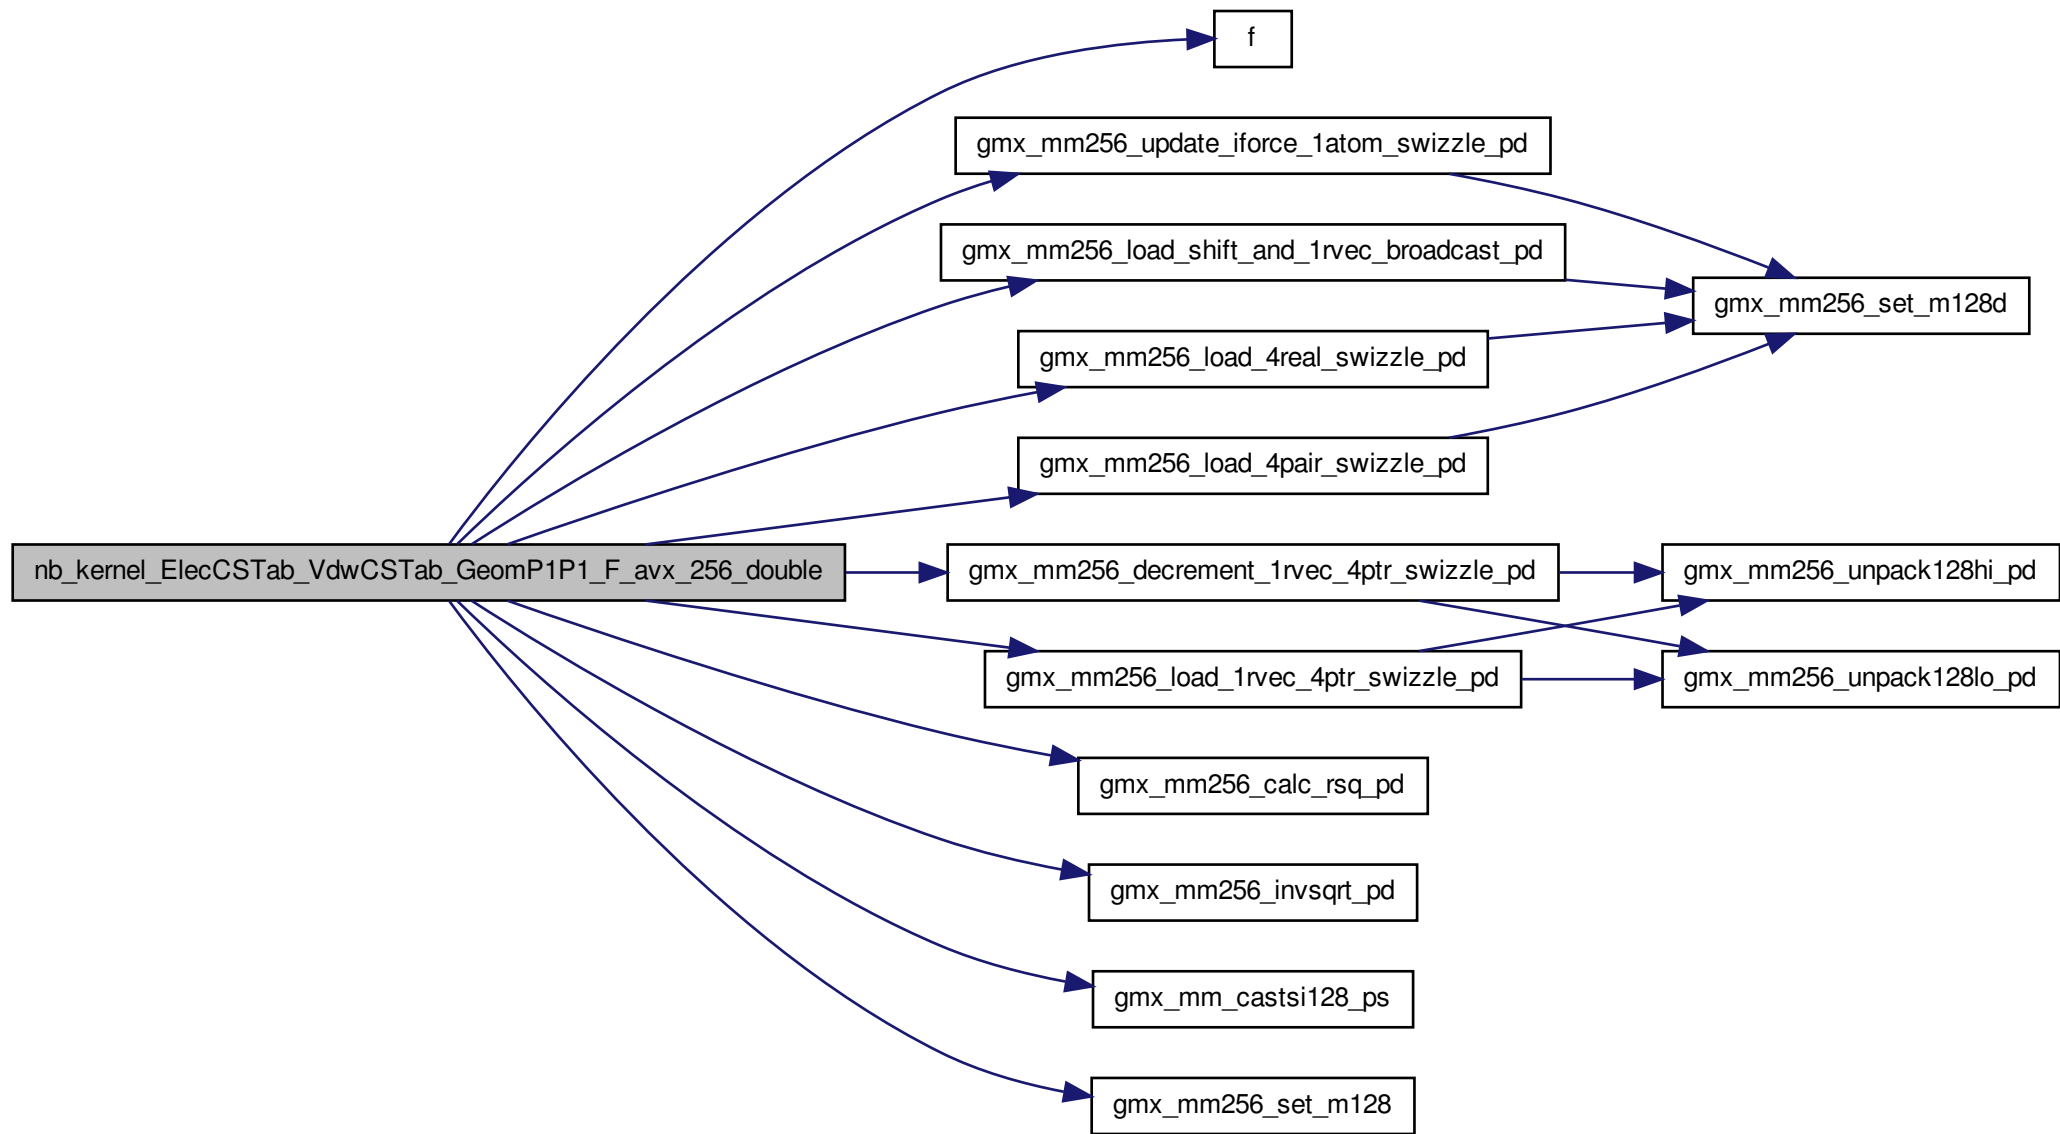 f
gmx_mm256_update_iforce_1atom_swizzle_pd
gmx_mm256_load_shift_and_1rvec_broadcast_pd
gmx_mm256_set_m128d
gmx_mm256_load_4real_swizzle_pd
gmx_mm256_load_4pair_swizzle_pd
nb_kernel_ElecCSTab_VdwCSTab_GeomP1P1_F_avx_256_double
gmx_mm256_decrement_1rvec_4ptr_swizzle_pd
gmx_mm256_unpack128hi_pd
gmx_mm256_load_1rvec_4ptr_swizzle_pd
gmx_mm256_unpack128lo_pd
gmx_mm256_calc_rsq_pd
gmx_mm256_invsqrt_pd
gmx_mm_castsi128_ps
gmx_mm256_set_m128